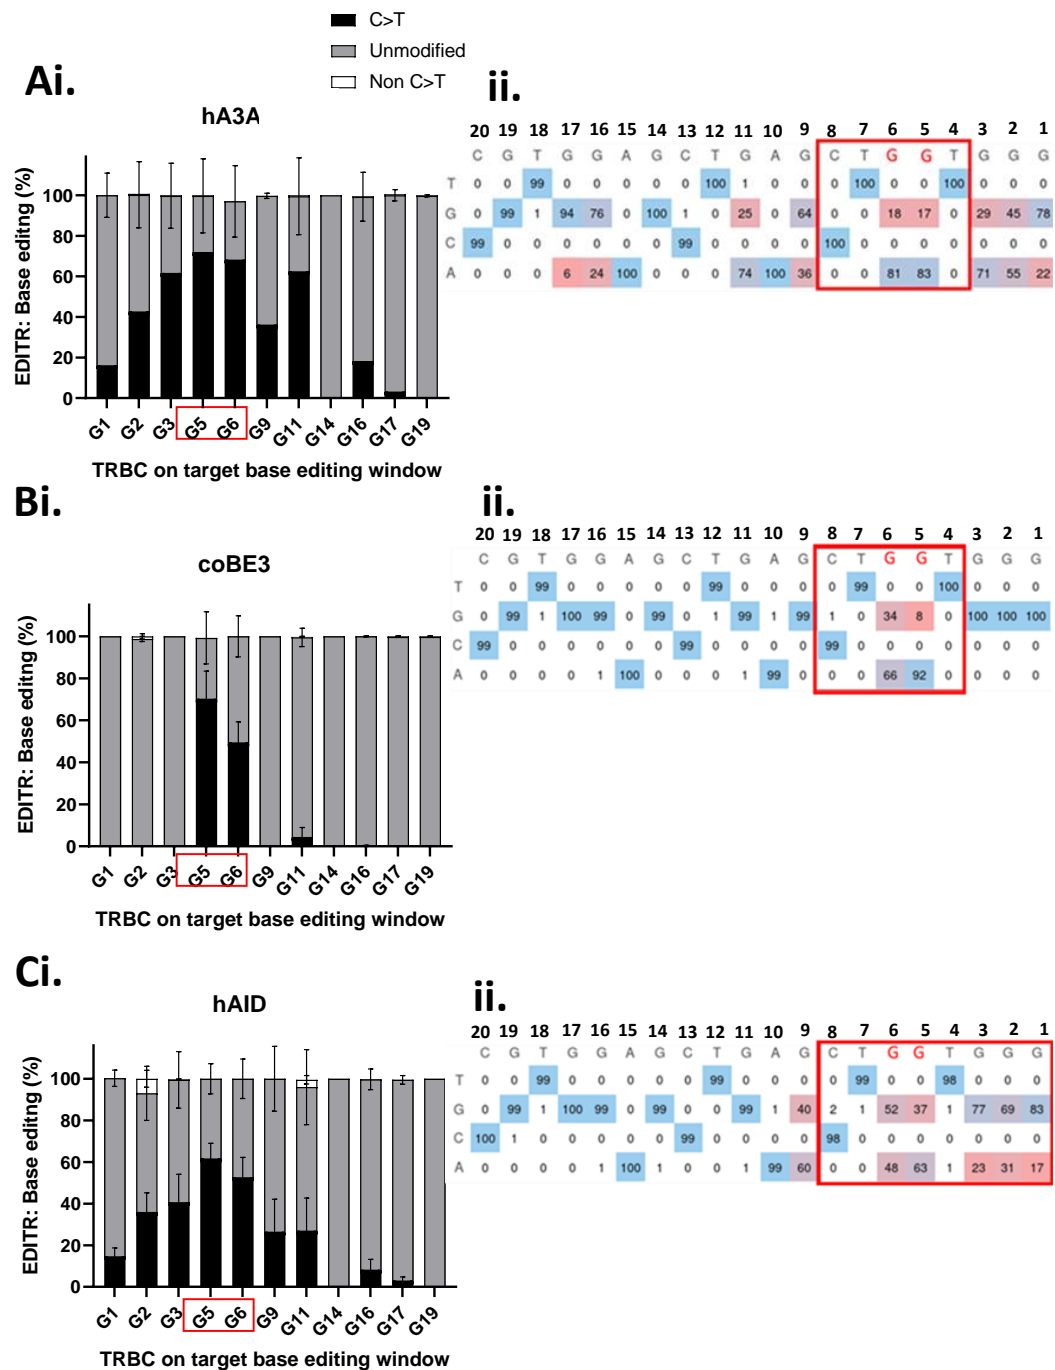 C>T
Unmodified
Non C>T
Ai.
hA3A
EDITR: Base editng (%)
100
80
60
40
20
0
G1 G2 G3 G5 G6 G9 G11 G14 G16 G17 G19
TRBC on target base editing window
ii.
20 19 18 17 16 15 14 13 12 11 10 9 8 7 6 5 4 3 2 1
C G T G G A G C T G A G C T G G T G G G
T 0 0 99 0 0 0 0 0 100 1 0 0 0 100 0 0 100 0 0 0
G 0 99 1 94 76 0 100 1 0 25 0 64 0 0 18 17 0 29 45 78
C 99 0 0 0 0 0 0 99 0 0 0 0 100 0 0 0 0 0 0 0
A 0 0 0 6 24 100 0 0 0 74 100 36 0 0 81 83 0 71 55 22
Bi.
coBE3
EDITR: Base editng (%)
100
80
60
40
20
0
G1 G2 G3 G5 G6 G9 G11 G14 G16 G17 G19
TRBC on target base editing window
ii.
20 19 18 17 16 15 14 13 12 11 10 9 8 7 6 5 4 3 2 1
C G T G G A G C T G A G C T G G T G G G
T 0 0 99 0 0 0 0 0 99 0 0 0 0 99 0 0 100 0 0 0
G 0 99 1 100 99 0 99 0 1 99 1 99 1 0 34 8 0 100 100 100
C 99 0 0 0 0 0 0 99 0 0 0 0 99 0 0 0 0 0 0 0
A 0 0 0 0 1 100 0 0 0 1 99 0 0 0 66 92 0 0 0 0
Ci.
hAID
EDITR: Base editng (%)
100
80
60
40
20
0
G1 G2 G3 G5 G6 G9 G11 G14 G16 G17 G19
TRBC on target base editing window
ii.
20 19 18 17 16 15 14 13 12 11 10 9 8 7 6 5 4 3 2 1
C G T G G A G C T G A G C T G G T G G G
T 0 0 99 0 0 0 0 0 99 0 0 0 0 99 0 0 98 0 0 0
G 0 99 1 100 99 0 99 0 0 99 1 40 2 1 52 37 1 77 69 83
C 100 1 0 0 0 0 0 99 0 0 0 0 98 0 0 0 0 0 0 0
A 0 0 0 0 1 100 1 0 0 1 99 60 0 0 48 63 1 23 31 17